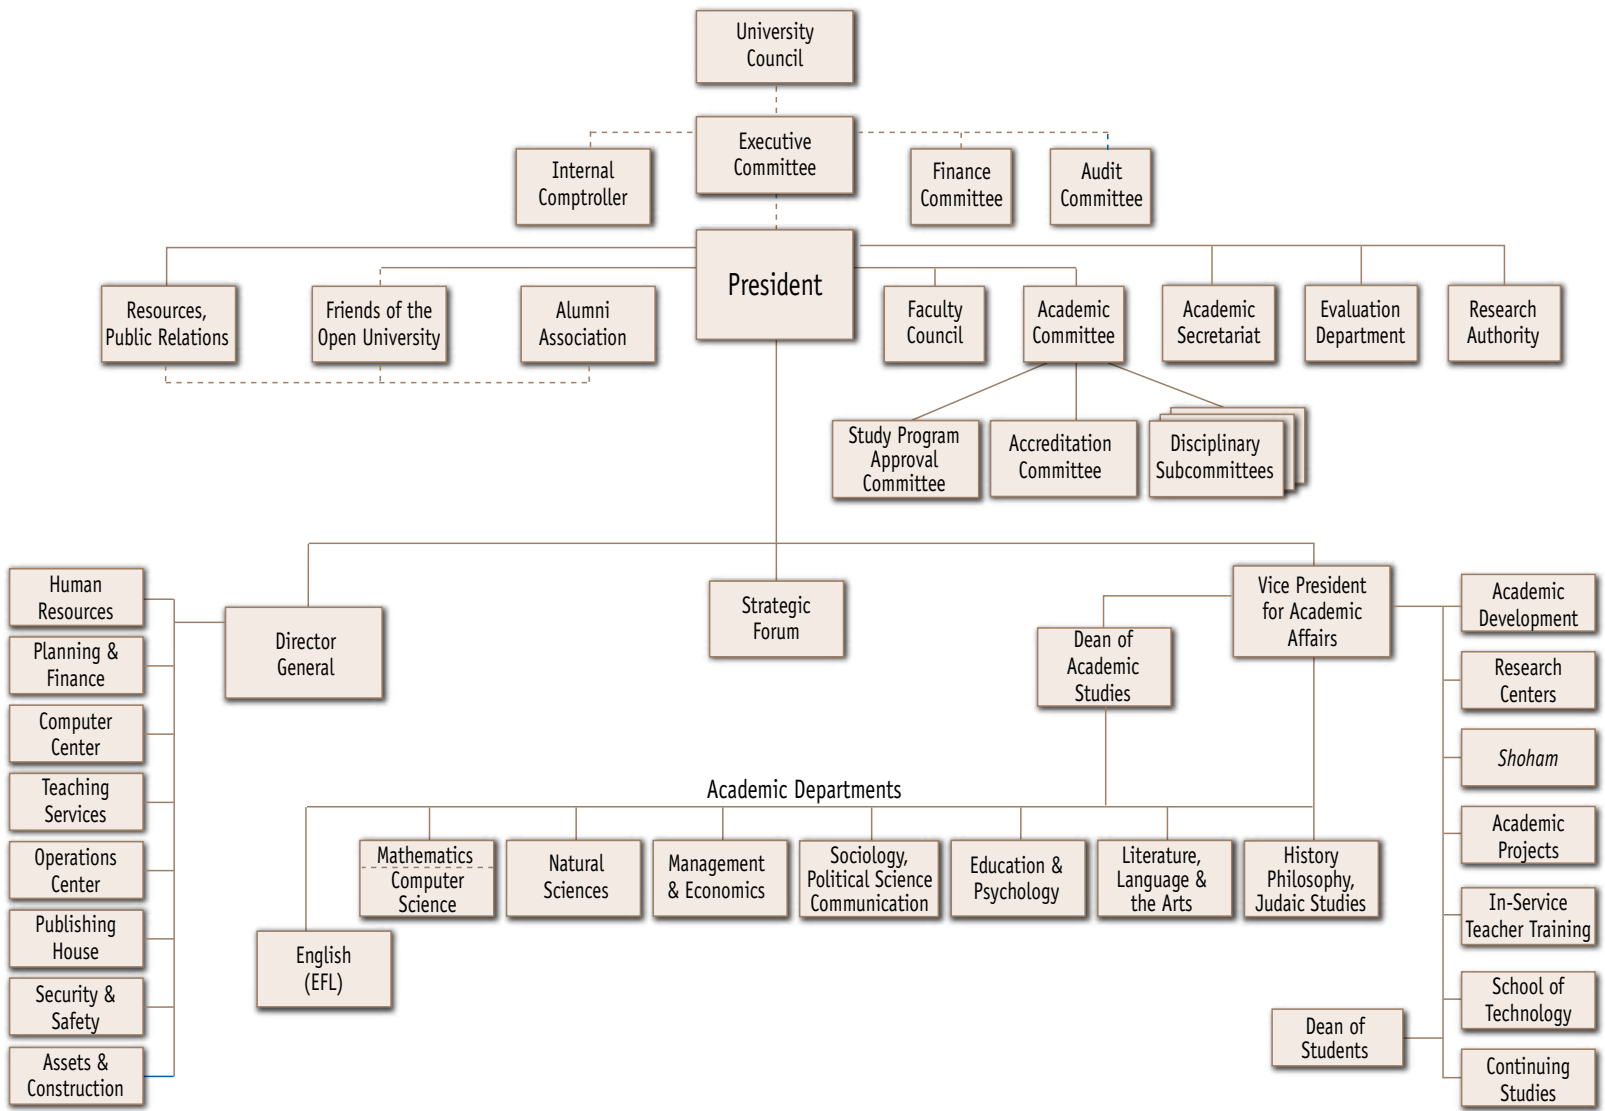 University
Council
Executive
Committee
Internal
Comptroller
Finance
Committee
Audit
Committee
President
Resources,
Public Relations
Friends of the
Open University
Alumni
Association
Faculty
Council
Academic
Committee
Academic
Secretariat
Evaluation
Department
Research
Authority
Study Program
Approval
Committee
Accreditation
Committee
Disciplinary
Subcommittees
Human
Resources
Planning &
Finance
Computer
Center
Teaching
Services
Operations
Center
Publishing
House
Security &
Safety
Assets &
Construction
Director
General
Strategic
Forum
Vice President
for Academic
Affairs
Dean of
Academic
Studies
Academic
Development
Research
Centers
Shoham
Academic
Projects
In-Service
Teacher Training
School of
Technology
Continuing
Studies
Dean of
Students
Academic Departments
English
(EFL)
Mathematics
Computer
Science
Natural
Sciences
Management
& Economics
Sociology,
Political Science
Communication
Education &
Psychology
Literature,
Language &
the Arts
History
Philosophy,
Judaic Studies